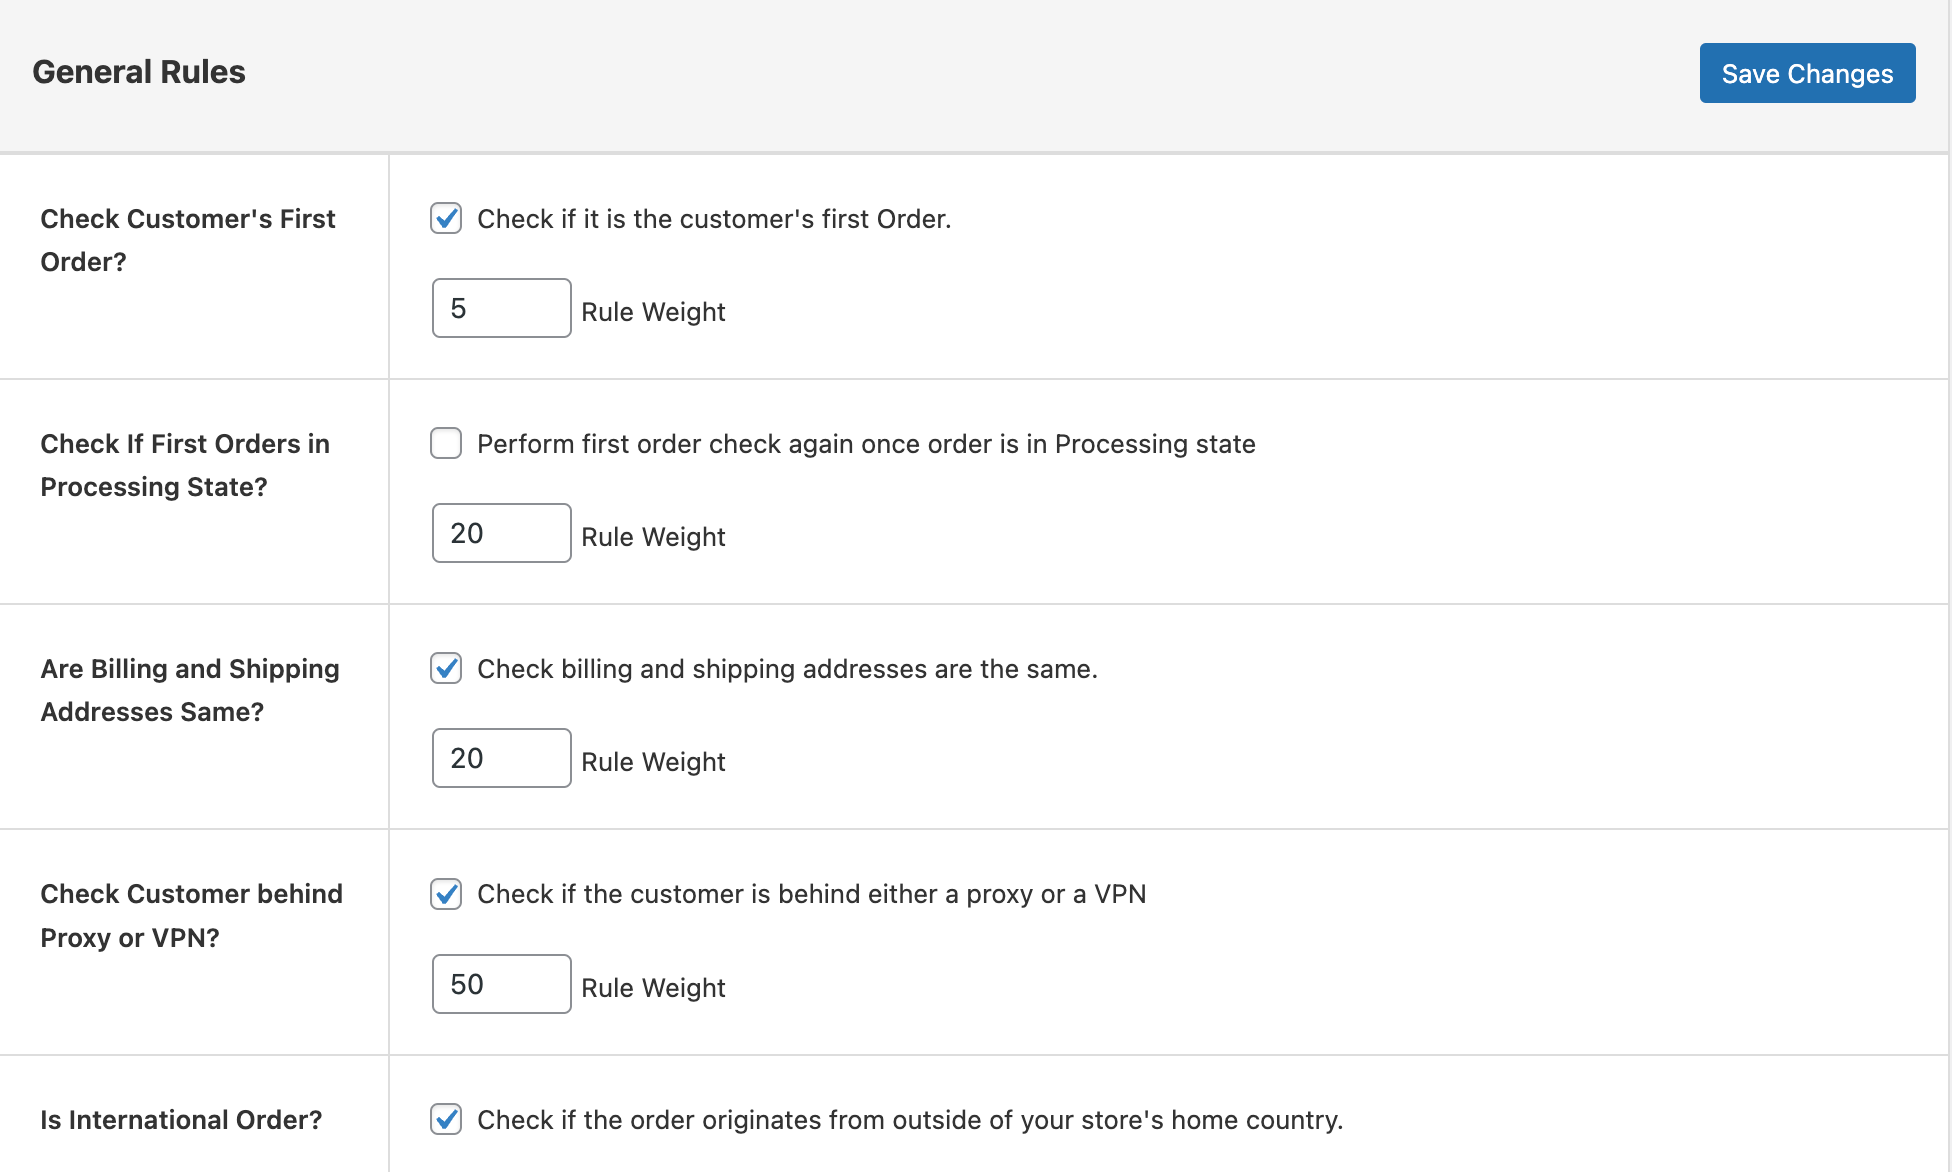 General Rules
Save Changes
Check Customer's First
Order?
Check if it is the customer's first Order.
5
Rule Weight
Check If First Orders in
Processing State?
Perform first order check again once order is in Processing state
20
Rule Weight
Are Billing and Shipping
Addresses Same?
Check billing and shipping addresses are the same.
20
Rule Weight
Check Customer behind
Proxy or VPN?
Check if the customer is behind either a proxy or a VPN
50
Rule Weight
Is International Order?
Check if the order originates from outside of your store's home country.